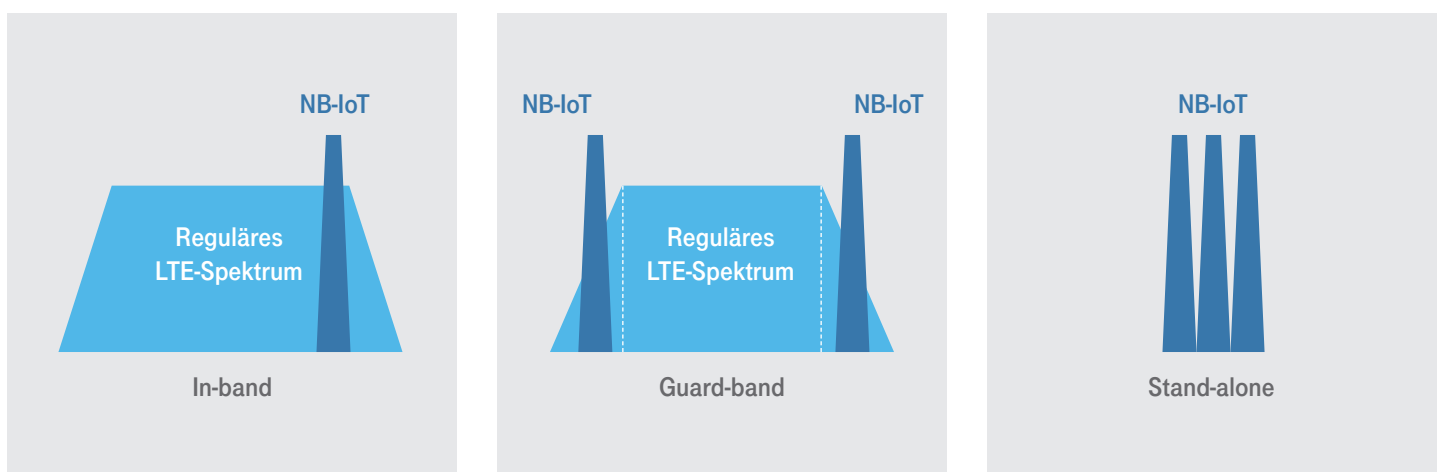 NB-IoT
Reguläres
LTE-Spektrum
In-band
NB-IoT
NB-IoT
Reguläres
LTE-Spektrum
Guard-band
NB-IoT
Stand-alone